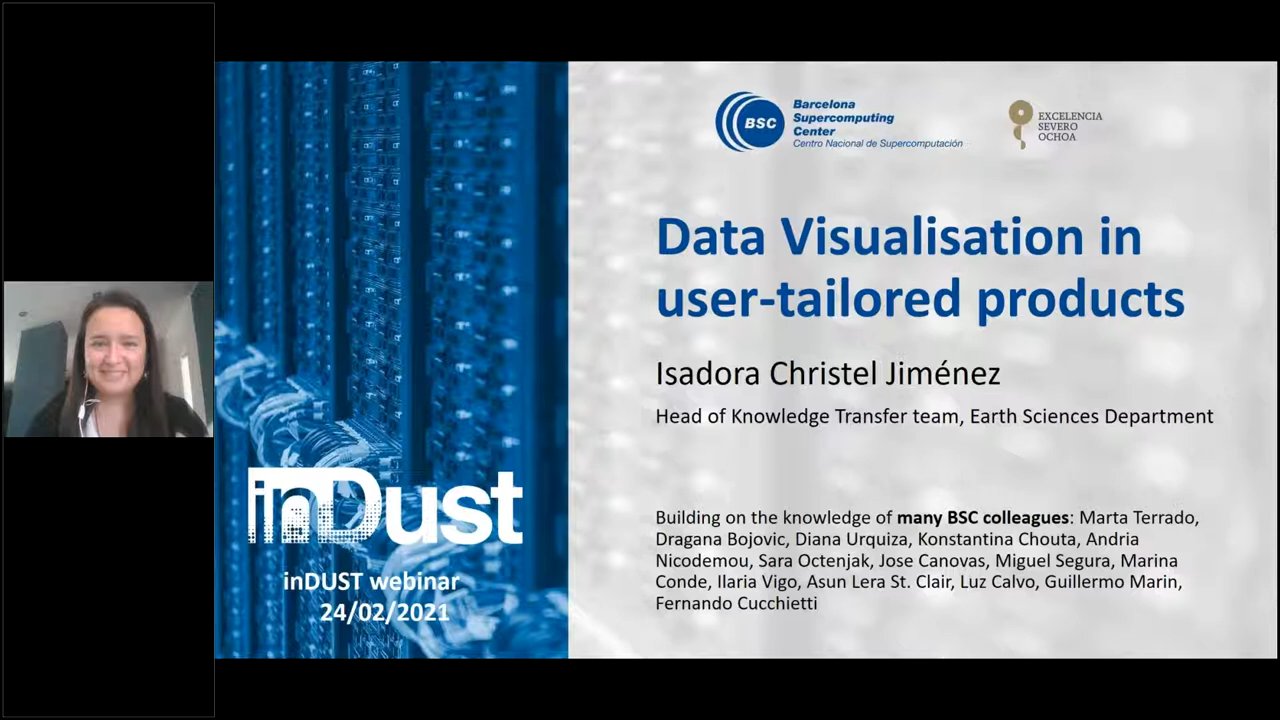 BSC
Barcelona
Supercomputing
Center
Centro Nacional de Supercomputación
EXCELENCIA
SEVERO
OCHOA
Data Visualisation in
user-tailored products
Isadora Christel Jiménez
Head of Knowledge Transfer team, Earth Sciences Department
inDust
inDUST webinar
24/02/2021
Building on the knowledge of many BSC colleagues: Marta Terrado,
Dragana Bojovic, Diana Urquiza, Konstantina Chouta, Andria
Nicodemou, Sara Octenjak, Jose Canovas, Miguel Segura, Marina
Conde, Ilaria Vigo, Asun Lera St. Clair, Luz Calvo, Guillermo Marin,
Fernando Cucchietti